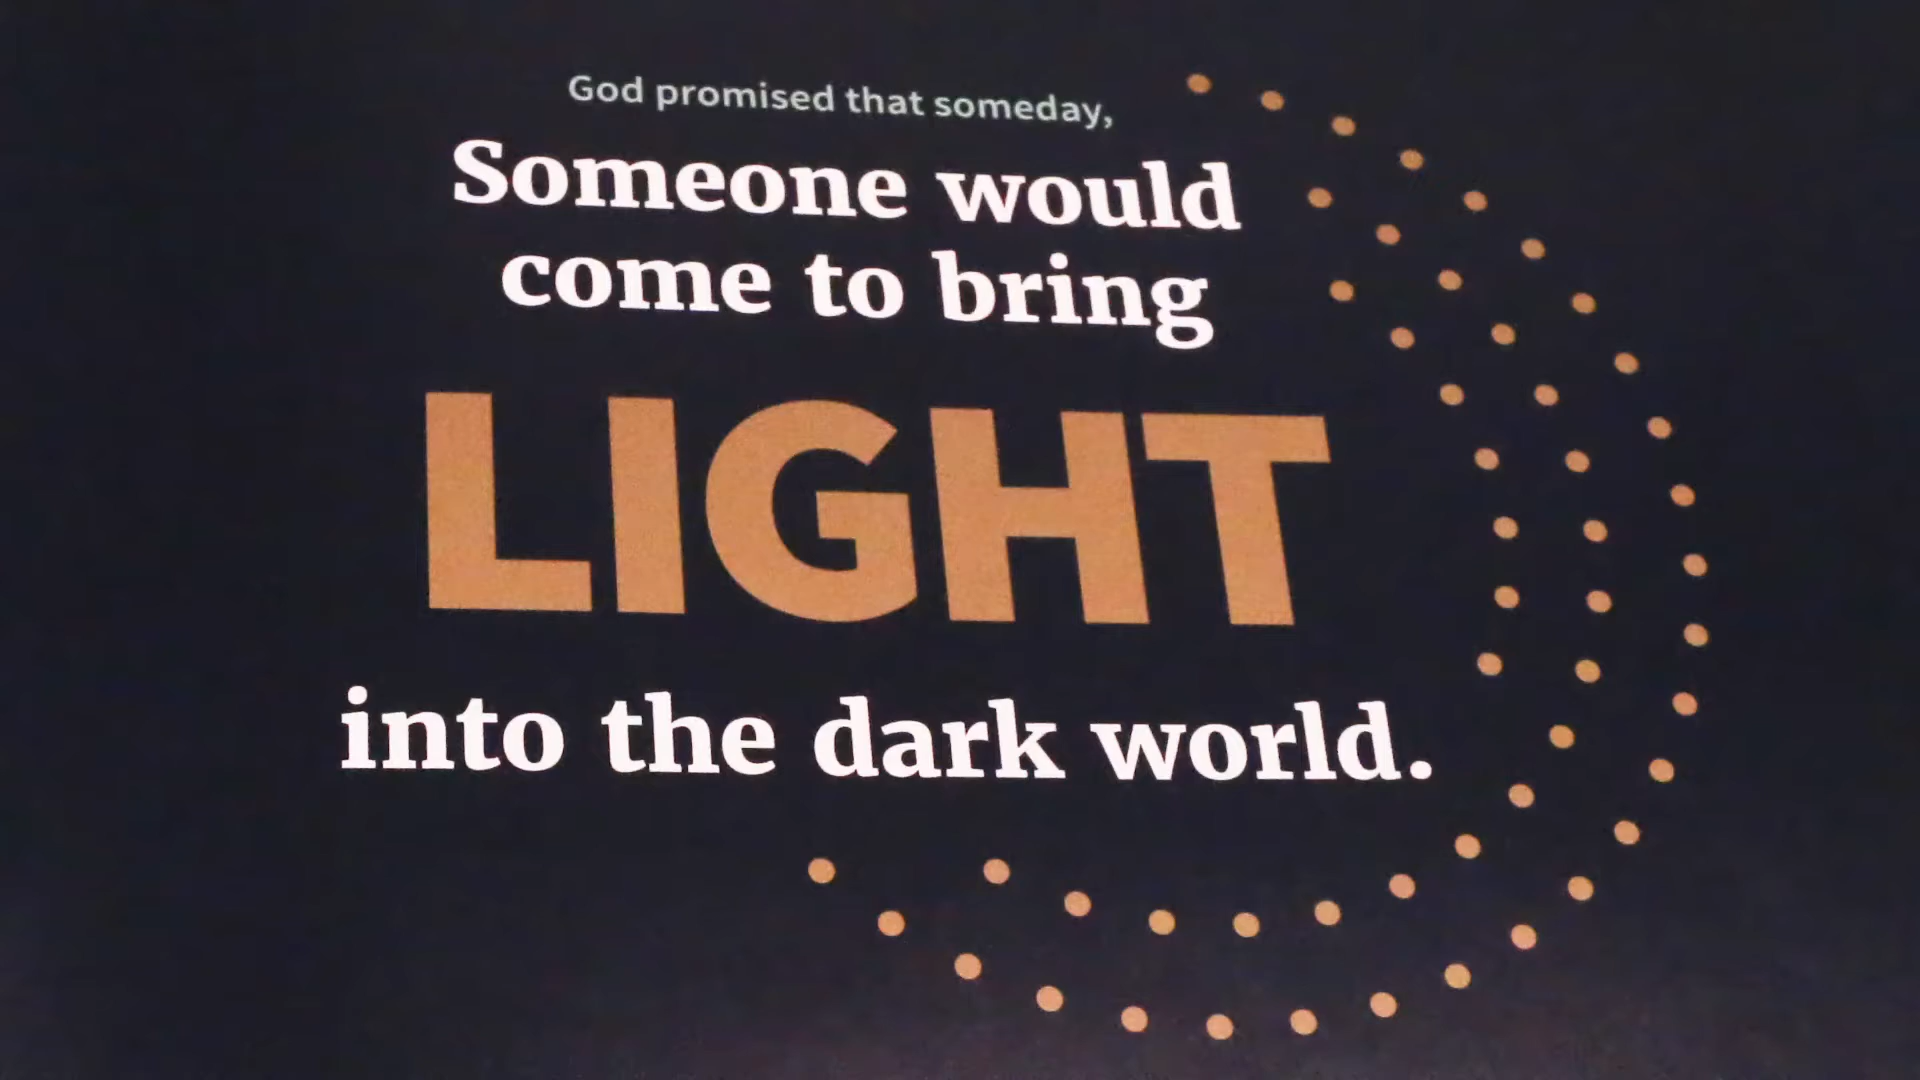 God promised that someday,
Someone would
come to bring
LIGHT
into the dark world.